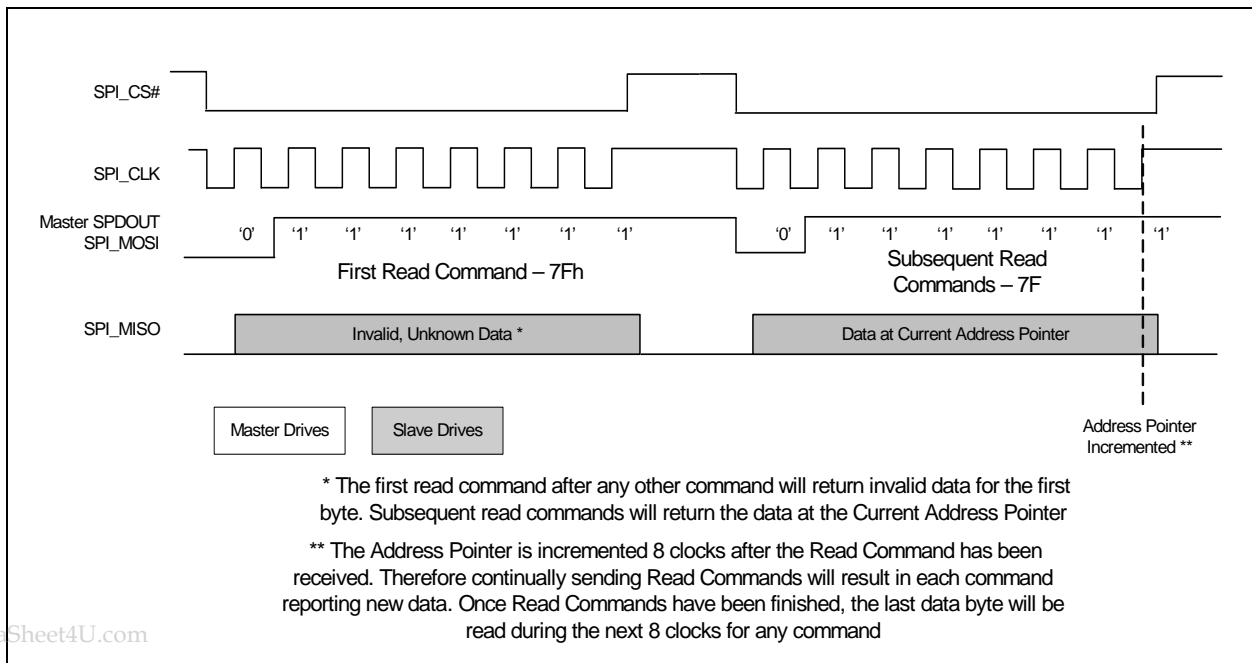 SPI_CS#
SPI_CLK
Master SPDOUT
SPI_MOSI
‘0’ ‘1’ ‘1’ ‘1’ ‘1’ ‘1’ ‘1’ ‘1’ ‘0’ ‘1’ ‘1’ ‘1’ ‘1’ ‘1’ ‘1’ ‘1’
First Read Command – 7Fh
Subsequent Read
Commands – 7F
SPI_MISO
Invalid, Unknown Data *
Data at Current Address Pointer
Master Drives
Slave Drives
Address Pointer
Incremented **
* The first read command after any other command will return invalid data for the first
byte. Subsequent read commands will return the data at the Current Address Pointer
** The Address Pointer is incremented 8 clocks after the Read Command has been
received. Therefore continually sending Read Commands will result in each command
reporting new data. Once Read Commands have been finished, the last data byte will be
read during the next 8 clocks for any command
aSheet4U.com